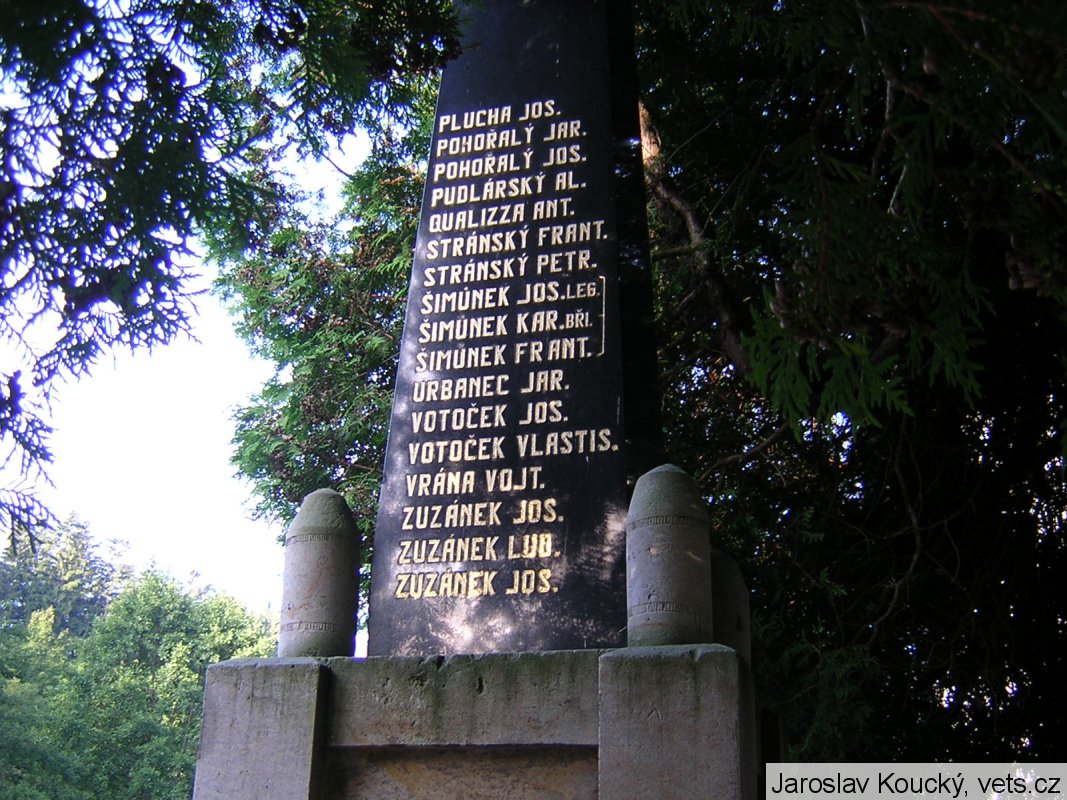 PLUCHA JOS.
POHOŘALÝ JAR.
POHOŘALÝ JOS.
PUDLÁRSKÝ AL.
QUALIZZA ANT.
STRÁNSKÝ FRANT.
STRÁNSKÝ PETR.
ŠIMŮNEK JOS. LEG.
ŠIMŮNEK KAR. BŘI.
ŠIMŮNEK FRANT.
URBANEC JAR.
VOTOČEK JOS.
VOTOČEK VLASTIS.
VRÁNA VOJT.
ZUZÁNEK JOS.
ZUZÁNEK LUD.
ZUZÁNEK JOS.
Jaroslav Koucký, vets.cz